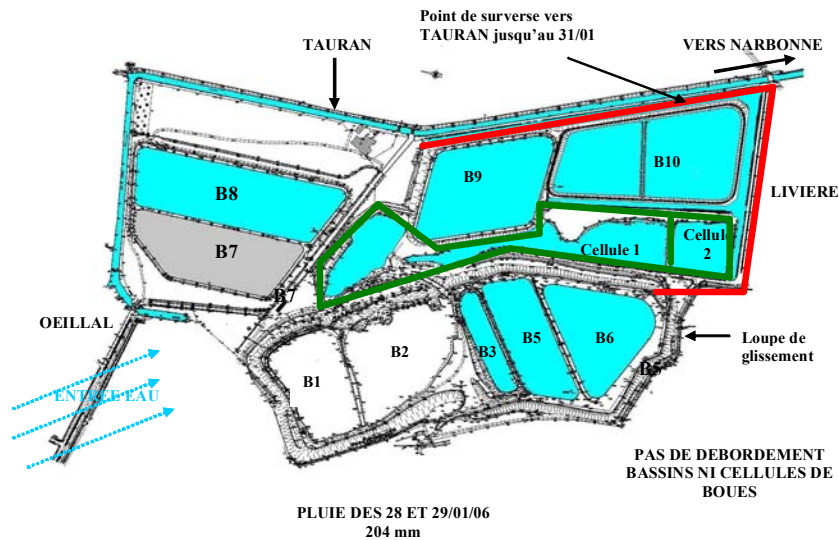 Point de surverse vers
TAURAN jusqu'au 31/01
TAURAN
VERS NARBONNE
B10
B9
B8
LIVIERE
B7
Cellule 1
Cellule
2
B7
OEILLAL
B3
B5
B6
B2
B1
B5
Loupe de
glissement
ENTREE EAU
PAS DE DEBORDEMENT
BASSINS NI CELLULES DE
BOUES
PLUIE DES 28 ET 29/01/06
204 mm